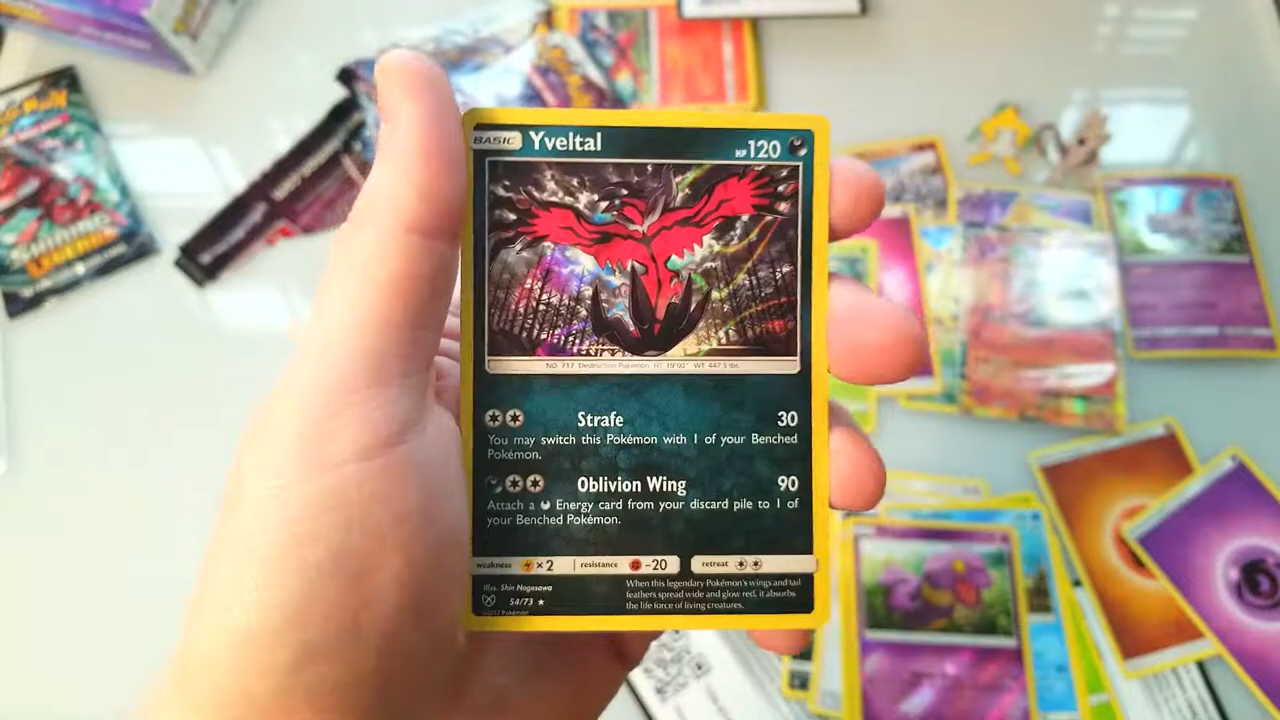 SHINING
LEGENDS
BASIC Yveltal HP 120
NO. 717 Destruction Pokémon HT 19'00" WT 447.5 lbs.
Strafe 30
You may switch this Pokémon with 1 of your Benched
Pokémon.
Oblivion Wing 90
Attach a Energy card from your discard pile to 1 of
your Benched Pokémon.
weakness ×2 resistance -20 retreat
Illus. Shin Nagasawa
54/73 ★
©2017 Pokémon
When this legendary Pokémon's wings and tail
feathers spread wide and glow red, it absorbs
the life force of living creatures.